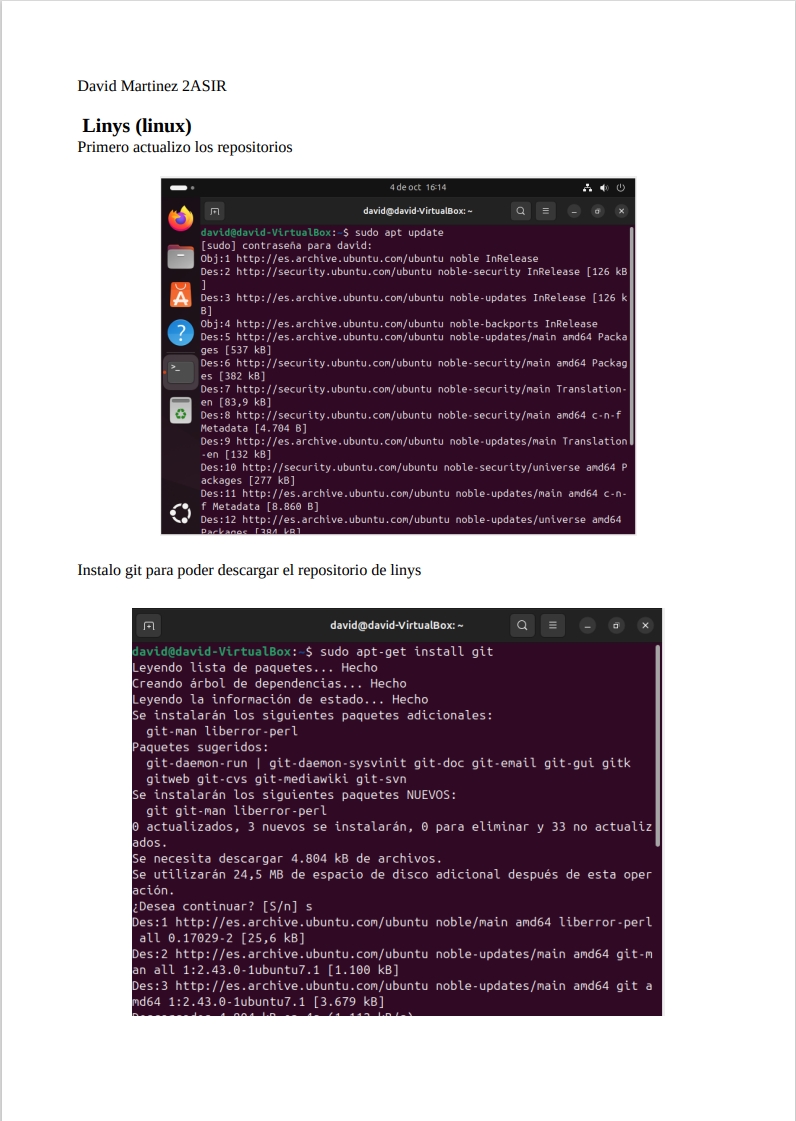 David Martinez 2ASIR
Linys (linux)
Primero actualizo los repositorios
4 de oct 16:14
david@david-VirtualBox: ~
david@david-VirtualBox:~$ sudo apt update
[sudo] contraseña para david:
Obj:1 http://es.archive.ubuntu.com/ubuntu noble InRelease
Des:2 http://security.ubuntu.com/ubuntu noble-security InRelease [126 kB
]
Des:3 http://es.archive.ubuntu.com/ubuntu noble-updates InRelease [126 k
B]
Obj:4 http://es.archive.ubuntu.com/ubuntu noble-backports InRelease
Des:5 http://es.archive.ubuntu.com/ubuntu noble-updates/main amd64 Packa
ges [537 kB]
Des:6 http://security.ubuntu.com/ubuntu noble-security/main amd64 Packag
es [382 kB]
Des:7 http://security.ubuntu.com/ubuntu noble-security/main Translation-
en [83,9 kB]
Des:8 http://security.ubuntu.com/ubuntu noble-security/main amd64 c-n-f
Metadata [4.704 B]
Des:9 http://es.archive.ubuntu.com/ubuntu noble-updates/main Translation
-en [132 kB]
Des:10 http://security.ubuntu.com/ubuntu noble-security/universe amd64 P
ackages [277 kB]
Des:11 http://es.archive.ubuntu.com/ubuntu noble-updates/main amd64 c-n-
f Metadata [8.860 B]
Des:12 http://es.archive.ubuntu.com/ubuntu noble-updates/universe amd64
Packages [384 kB]
Instalo git para poder descargar el repositorio de linys
david@david-VirtualBox: ~
david@david-VirtualBox:~$ sudo apt-get install git
Leyendo lista de paquetes... Hecho
Creando árbol de dependencias... Hecho
Leyendo la información de estado... Hecho
Se instalarán los siguientes paquetes adicionales:
git-man liberror-perl
Paquetes sugeridos:
git-daemon-run | git-daemon-sysvinit git-doc git-email git-gui gitk
gitweb git-cvs git-mediawiki git-svn
Se instalarán los siguientes paquetes NUEVOS:
git git-man liberror-perl
0 actualizados, 3 nuevos se instalarán, 0 para eliminar y 33 no actualiz
ados.
Se necesita descargar 4.804 kB de archivos.
Se utilizarán 24,5 MB de espacio de disco adicional después de esta oper
ación.
¿Desea continuar? [S/n] s
Des:1 http://es.archive.ubuntu.com/ubuntu noble/main amd64 liberror-perl
all 0.17029-2 [25,6 kB]
Des:2 http://es.archive.ubuntu.com/ubuntu noble-updates/main amd64 git-m
an all 1:2.43.0-1ubuntu7.1 [1.100 kB]
Des:3 http://es.archive.ubuntu.com/ubuntu noble-updates/main amd64 git a
md64 1:2.43.0-1ubuntu7.1 [3.679 kB]